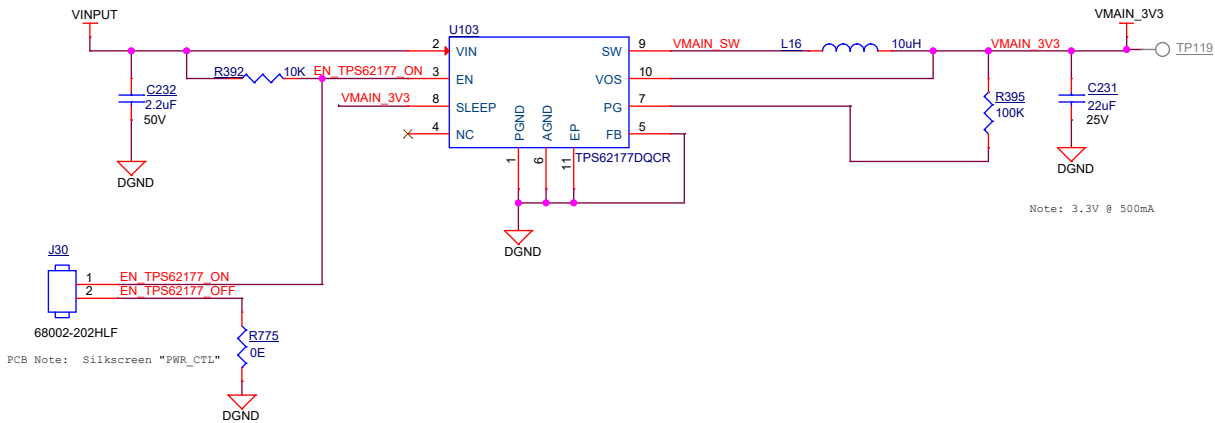 VINPUT
VMAIN_3V3
U103
2 VIN SW 9 VMAIN_SW L16 10uH VMAIN_3V3 TP119
R392 10K EN_TPS62177_ON 3 EN VOS 10
C232
2.2uF
50V
VMAIN_3V3 8 SLEEP PG 7
R395
100K
C231
22uF
25V
4 NC PGND AGND EP FB 5
TPS62177DQCR
1 6 11
DGND
DGND
DGND
Note: 3.3V @ 500mA
J30
1 EN_TPS62177_ON
2 EN_TPS62177_OFF
68002-202HLF
R775
0E
PCB Note: Silkscreen "PWR_CTL"
DGND